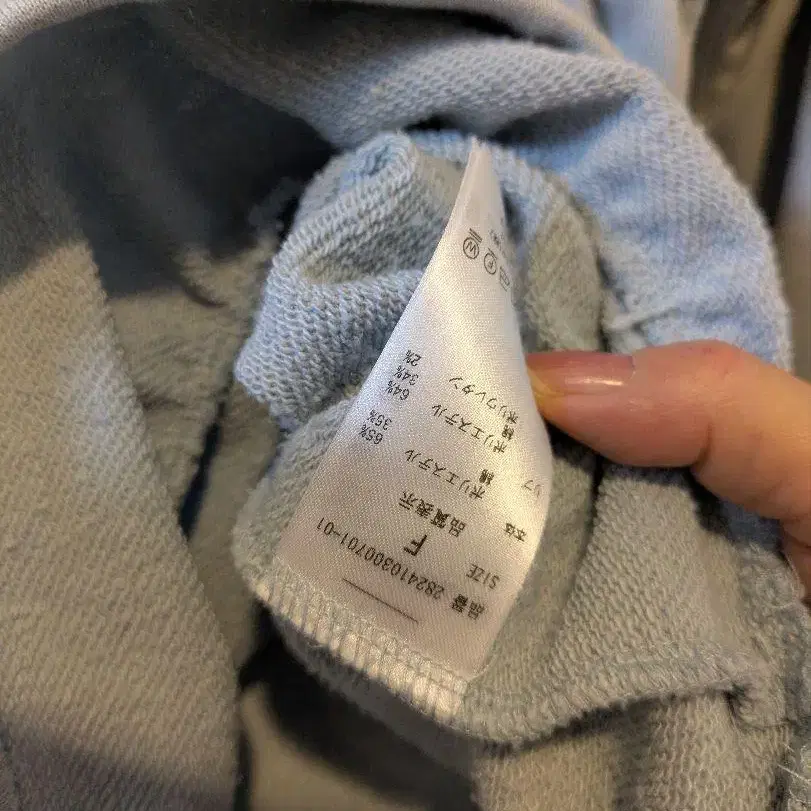 品番 282410300701-01
SIZE F
品質表示
本体 ポリエステル 65%
綿 35%
リブ ポリエステル 64%
綿 34%
ポリウレタン 2%
Ⓟ Ⓦ